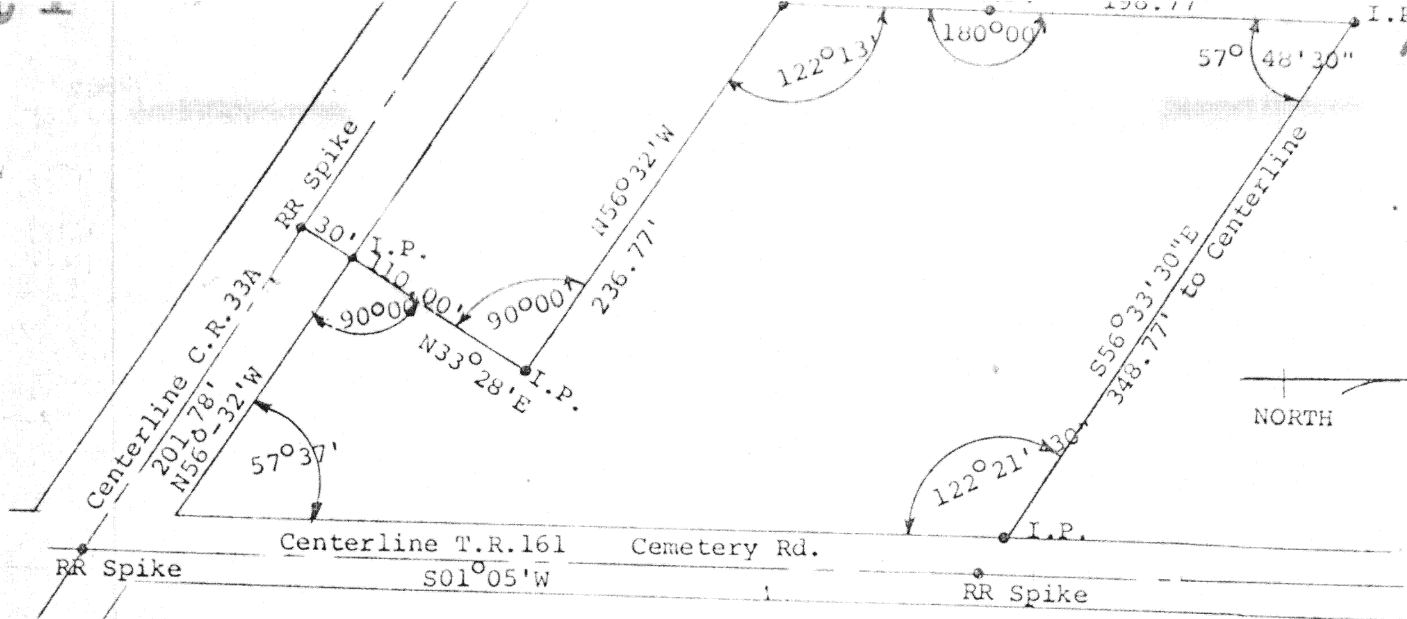 198.77
I.P
122°13'
180°00'
57° 48'30"
RR Spike
30'
I.P.
110.00'
90°00'
N33°28'E
I.P.
90°00'
N56°32'W
236.77'
S56°33'30"E
to Centerline
348.77'
NORTH
Centerline C.R.33A
201.78'
N56°-32'W
57°37'
122°21'30"
I.P.
Centerline T.R.161 Cemetery Rd.
S01°05'W
RR Spike
RR Spike